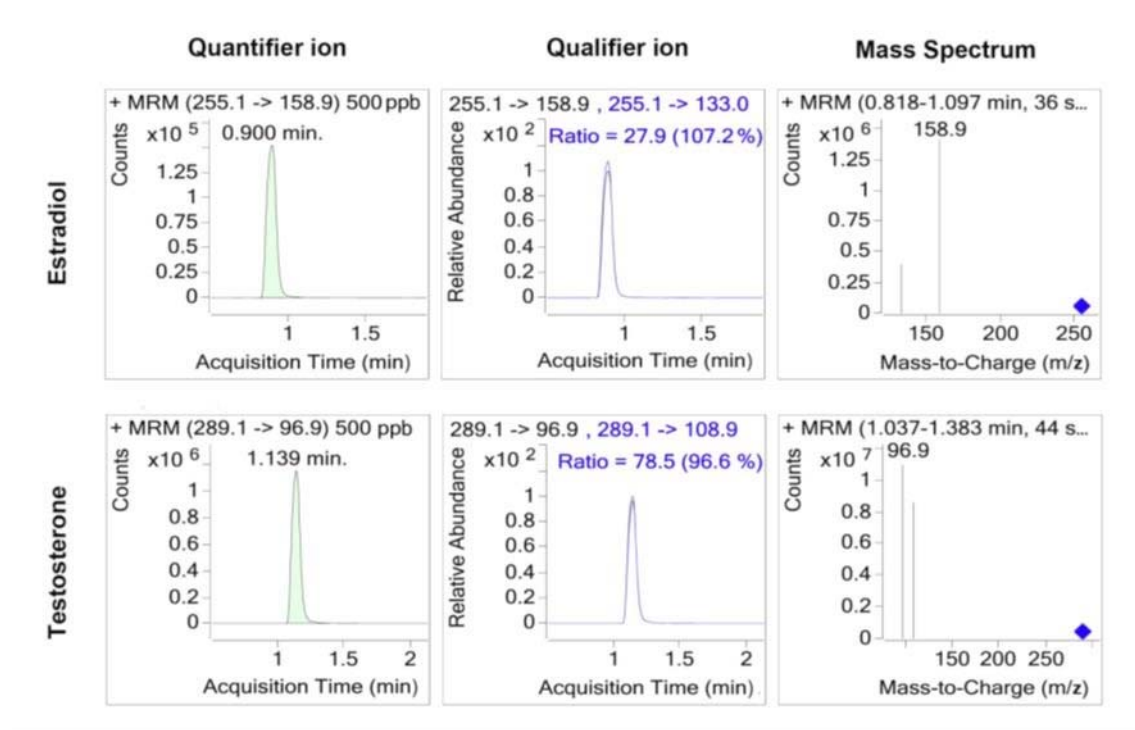 Quantifier ion
Qualifier ion
Mass Spectrum
Estradiol
+ MRM (255.1 -> 158.9) 500 ppb
x10 5
0.900 min.
Counts
1.25
1
0.75
0.5
0.25
0
1
1.5
Acquisition Time (min)
255.1 -> 158.9 , 255.1 -> 133.0
x10 2
Ratio = 27.9 (107.2 %)
Relative Abundance
1
0.8
0.6
0.4
0.2
0
1
1.5
Acquisition Time (min)
+ MRM (0.818-1.097 min, 36 s...
x10 6
158.9
Counts
1.25
1
0.75
0.5
0.25
0
150
200
250
Mass-to-Charge (m/z)
Testosterone
+ MRM (289.1 -> 96.9) 500 ppb
x10 6
1.139 min.
Counts
1
0.8
0.6
0.4
0.2
0
1
1.5
2
Acquisition Time (min)
289.1 -> 96.9 , 289.1 -> 108.9
x10 2
Ratio = 78.5 (96.6 %)
Relative Abundance
1
0.8
0.6
0.4
0.2
0
1
1.5
2
Acquisition Time (min)
+ MRM (1.037-1.383 min, 44 s...
x10 7
96.9
Counts
1
0.8
0.6
0.4
0.2
0
150
200
250
Mass-to-Charge (m/z)